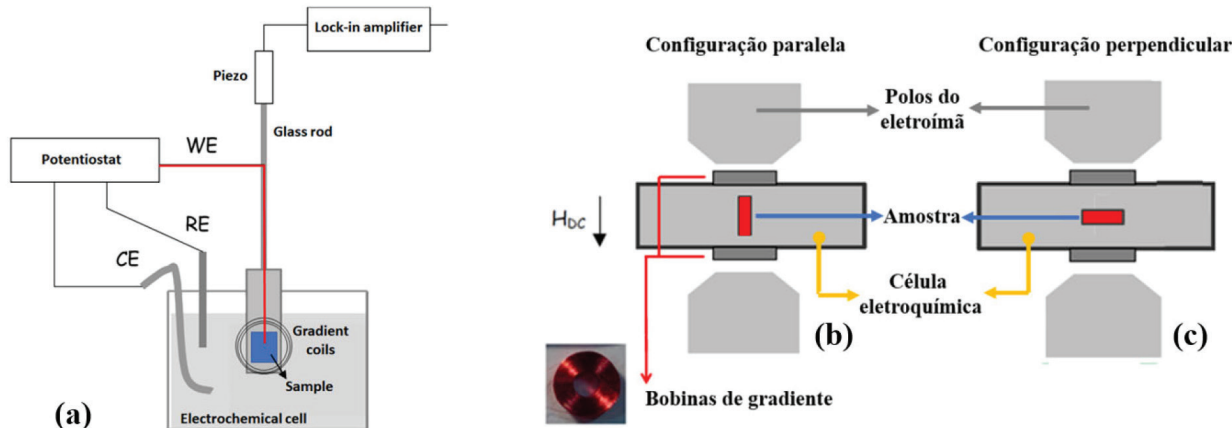 Lock-in amplifier
Piezo
Glass rod
WE
Potentiostat
RE
CE
Gradient
coils
Sample
Electrochemical cell
(a)
Configuração paralela
Configuração perpendicular
Polos do
eletroímã
H_DC
Amostra
Célula
eletroquímica
(b)
(c)
Bobinas de gradiente